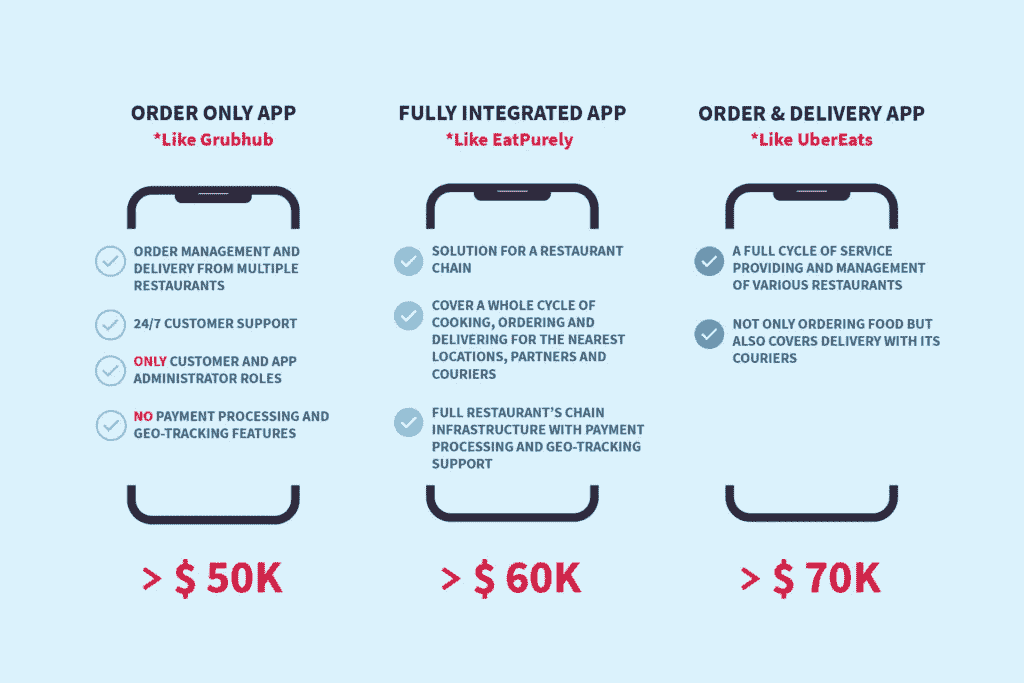 ORDER ONLY APP
*Like Grubhub
ORDER MANAGEMENT AND
DELIVERY FROM MULTIPLE
RESTAURANTS
24/7 CUSTOMER SUPPORT
ONLY CUSTOMER AND APP
ADMINISTRATOR ROLES
NO PAYMENT PROCESSING AND
GEO-TRACKING FEATURES
> $ 50K
FULLY INTEGRATED APP
*Like EatPurely
SOLUTION FOR A RESTAURANT
CHAIN
COVER A WHOLE CYCLE OF
COOKING, ORDERING AND
DELIVERING FOR THE NEAREST
LOCATIONS, PARTNERS AND
COURIERS
FULL RESTAURANT'S CHAIN
INFRASTRUCTURE WITH PAYMENT
PROCESSING AND GEO-TRACKING
SUPPORT
> $ 60K
ORDER & DELIVERY APP
*Like UberEats
A FULL CYCLE OF SERVICE
PROVIDING AND MANAGEMENT
OF VARIOUS RESTAURANTS
NOT ONLY ORDERING FOOD BUT
ALSO COVERS DELIVERY WITH ITS
COURIERS
> $ 70K